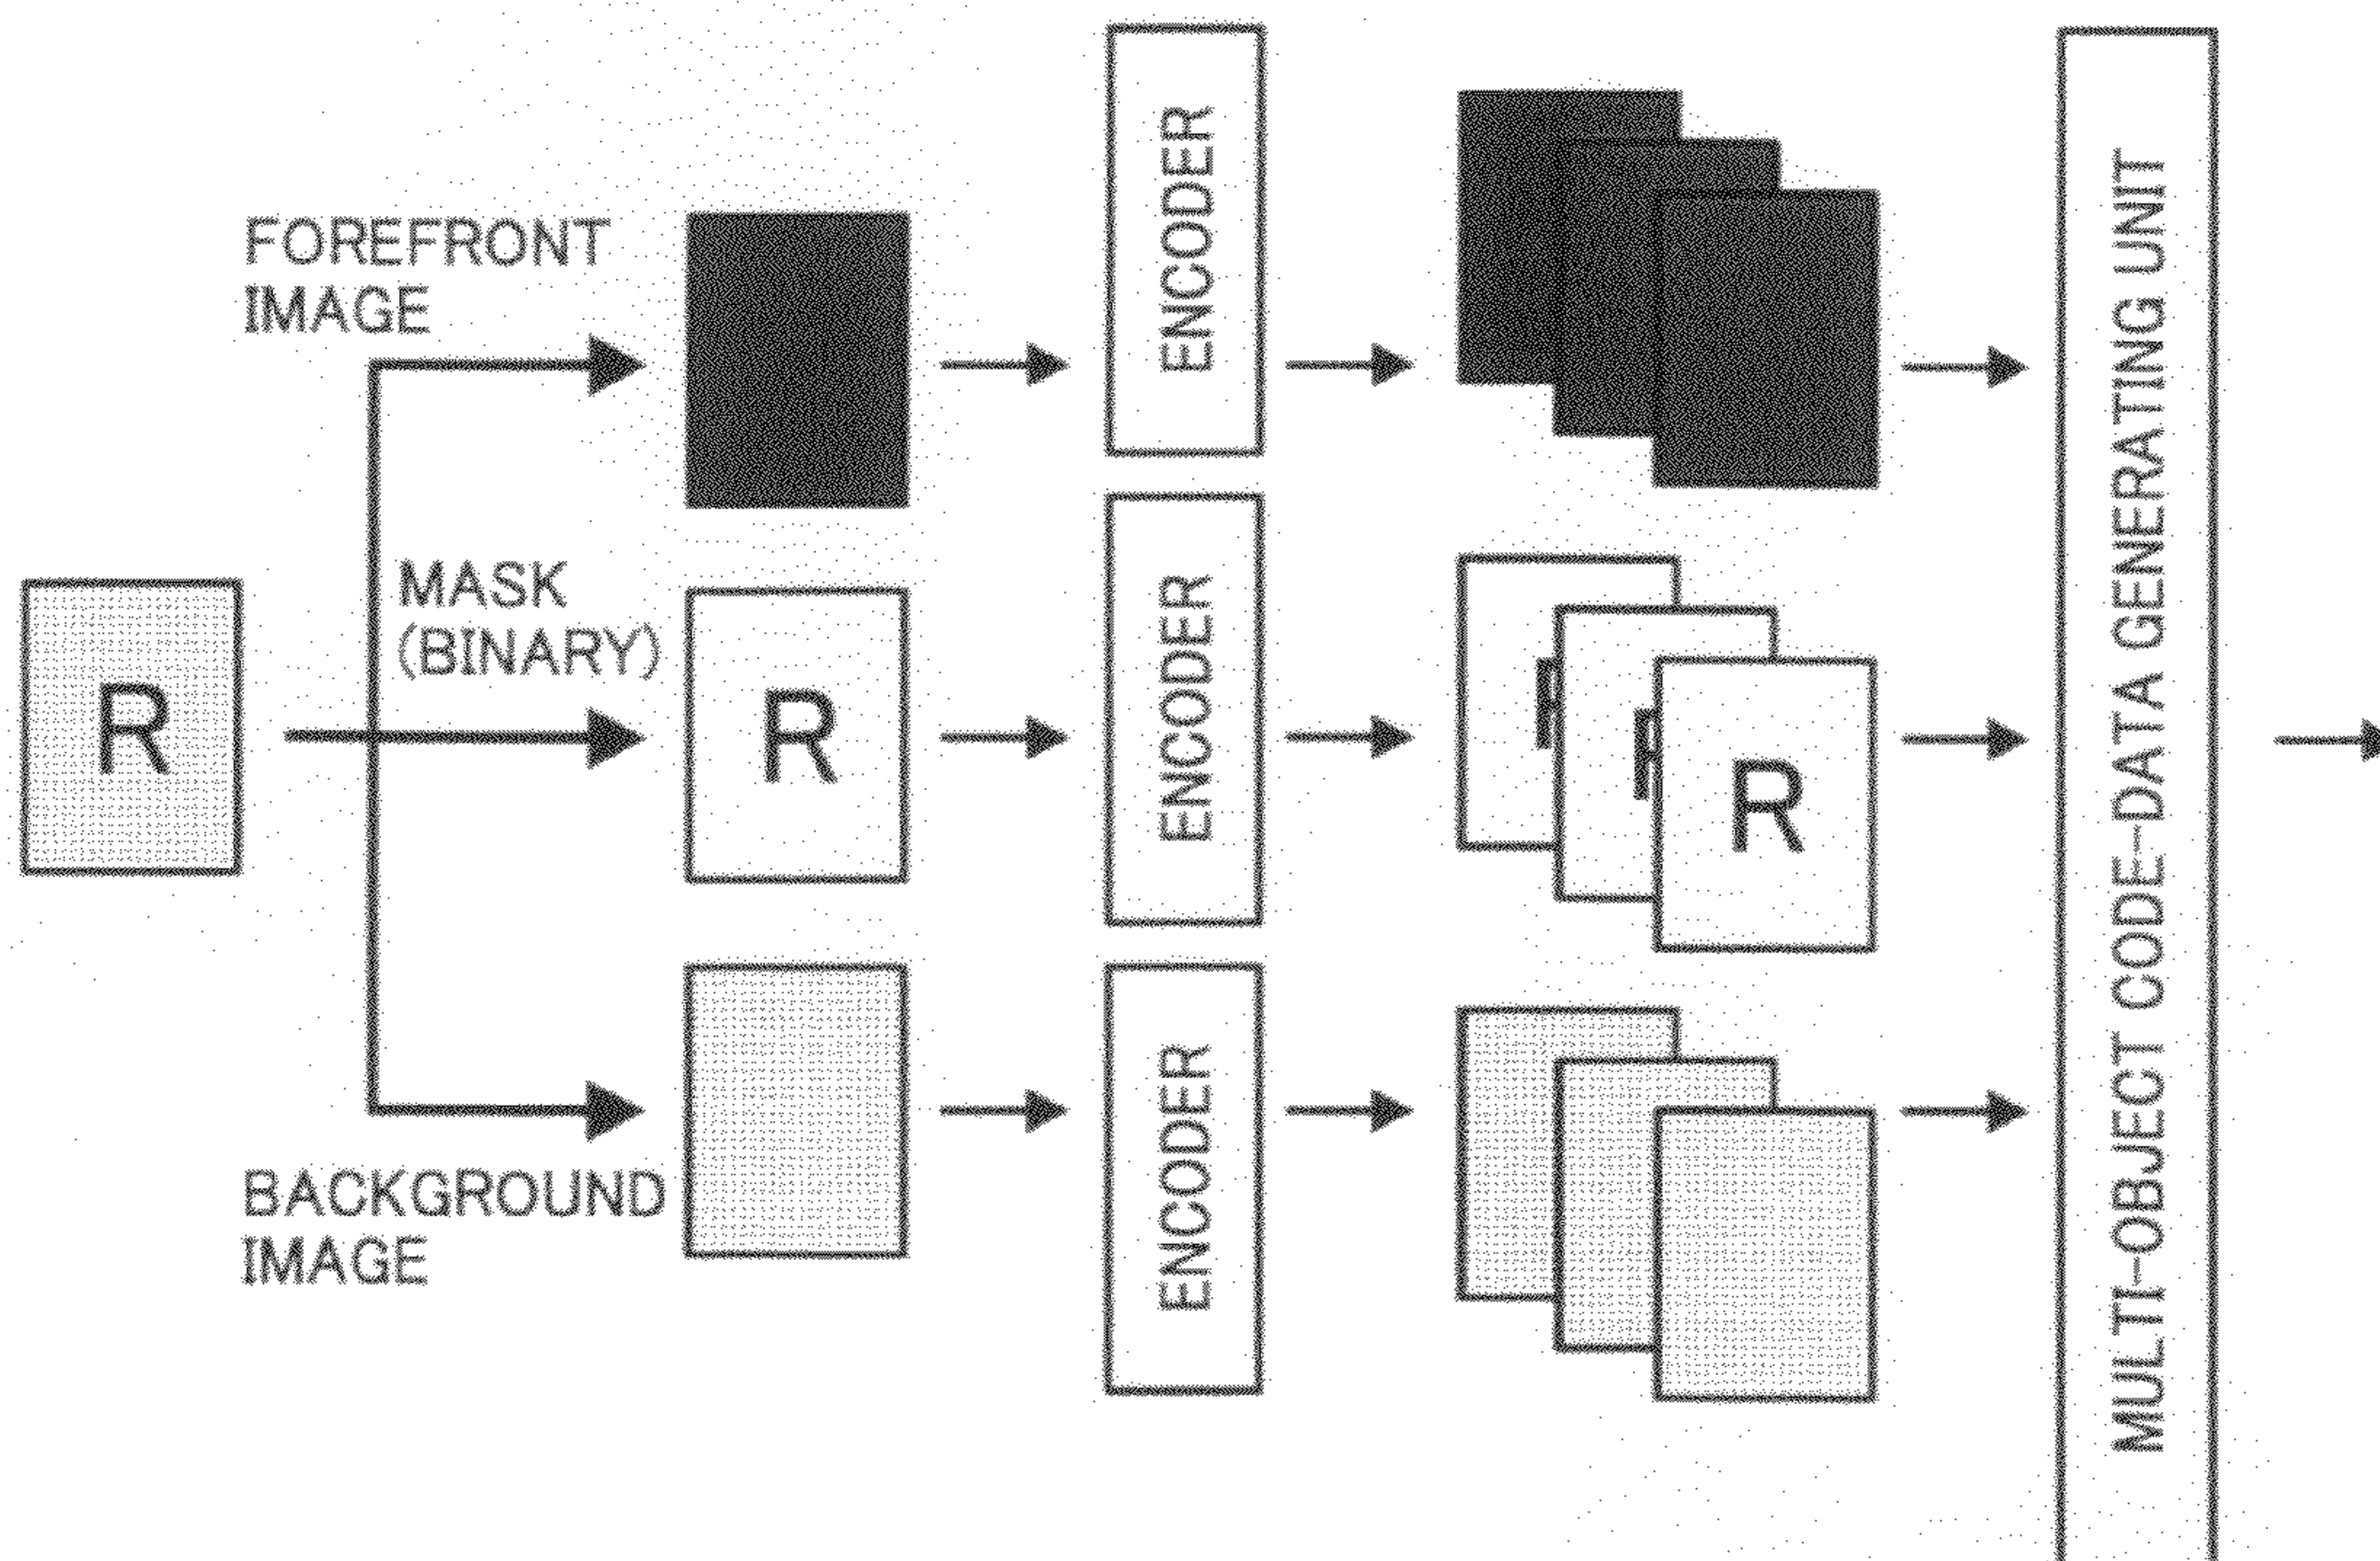 FOREFRONT
IMAGE
ENCODER
MASK
(BINARY)
R
R
ENCODER
R
R
R
BACKGROUND
IMAGE
ENCODER
MULTI-OBJECT CODE-DATA GENERATING UNIT